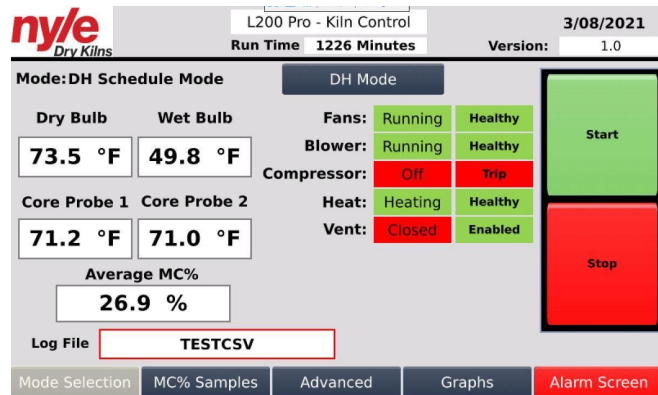 nyle
Dry Kilns
L200 Pro - Kiln Control
3/08/2021
Run Time 1226 Minutes
Version: 1.0
Mode: DH Schedule Mode
DH Mode
Dry Bulb Wet Bulb
73.5 °F 49.8 °F
Core Probe 1 Core Probe 2
71.2 °F 71.0 °F
Average MC%
26.9 %
Log File TESTCSV
Fans: Running Healthy
Blower: Running Healthy
Compressor: Off Trip
Heat: Heating Healthy
Vent: Closed Enabled
Start
Stop
Mode Selection MC% Samples Advanced Graphs Alarm Screen